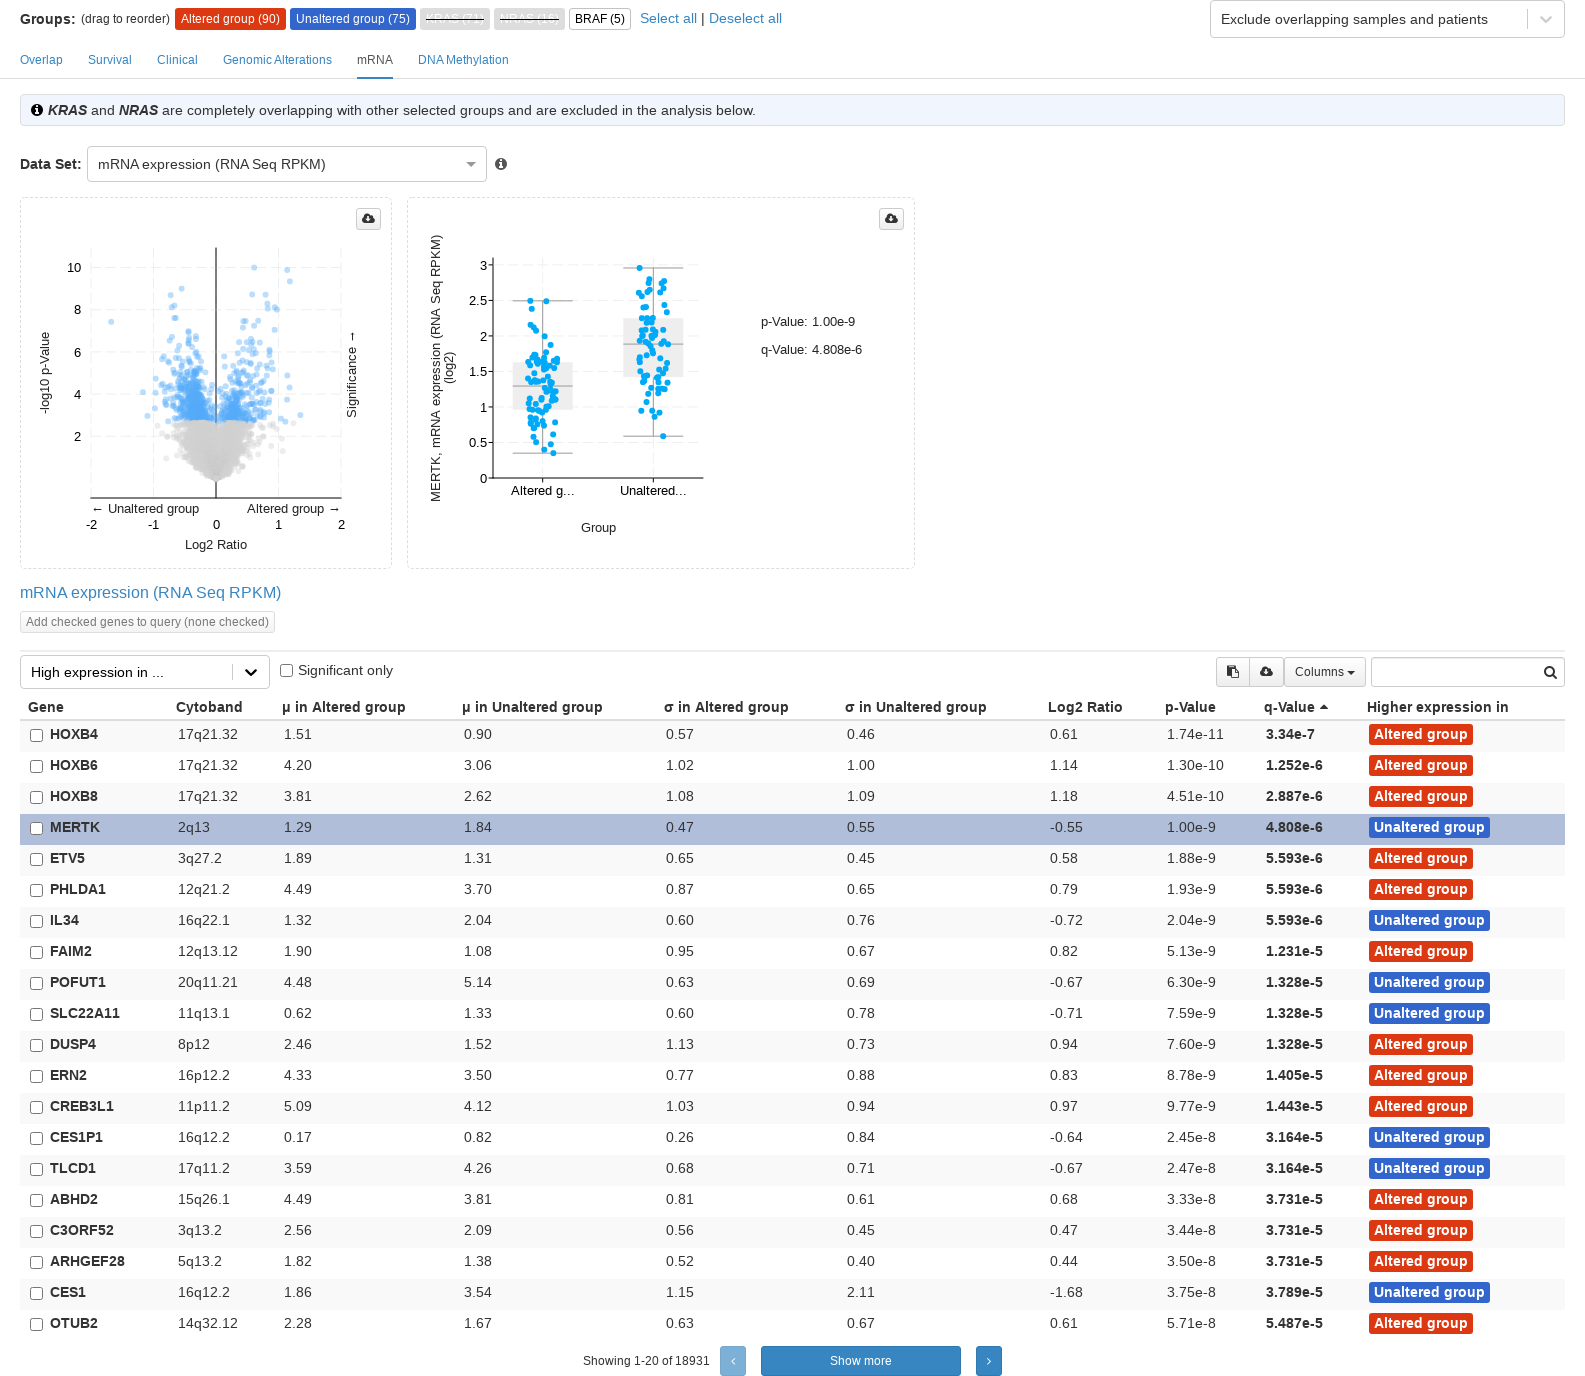 Groups: (drag to reorder) Altered group (90) Unaltered group (75) KRAS (71) NRAS (19) BRAF (5) Select all | Deselect all Exclude overlapping samples and patients
Overlap Survival Clinical Genomic Alterations mRNA DNA Methylation
KRAS and NRAS are completely overlapping with other selected groups and are excluded in the analysis below.
Data Set: mRNA expression (RNA Seq RPKM)
-log10 p-Value
10
8
6
4
2
Significance →
← Unaltered group Altered group →
-2 -1 0 1 2
Log2 Ratio
MERTK, mRNA expression (RNA Seq RPKM)
(log2)
3
2.5
2
1.5
1
0.5
0
Altered g... Unaltered...
Group
p-Value: 1.00e-9
q-Value: 4.808e-6
mRNA expression (RNA Seq RPKM)
Add checked genes to query (none checked)
High expression in ... Significant only Columns
Gene Cytoband μ in Altered group μ in Unaltered group σ in Altered group σ in Unaltered group Log2 Ratio p-Value q-Value Higher expression in
HOXB4 17q21.32 1.51 0.90 0.57 0.46 0.61 1.74e-11 3.34e-7 Altered group
HOXB6 17q21.32 4.20 3.06 1.02 1.00 1.14 1.30e-10 1.252e-6 Altered group
HOXB8 17q21.32 3.81 2.62 1.08 1.09 1.18 4.51e-10 2.887e-6 Altered group
MERTK 2q13 1.29 1.84 0.47 0.55 -0.55 1.00e-9 4.808e-6 Unaltered group
ETV5 3q27.2 1.89 1.31 0.65 0.45 0.58 1.88e-9 5.593e-6 Altered group
PHLDA1 12q21.2 4.49 3.70 0.87 0.65 0.79 1.93e-9 5.593e-6 Altered group
IL34 16q22.1 1.32 2.04 0.60 0.76 -0.72 2.04e-9 5.593e-6 Unaltered group
FAIM2 12q13.12 1.90 1.08 0.95 0.67 0.82 5.13e-9 1.231e-5 Altered group
POFUT1 20q11.21 4.48 5.14 0.63 0.69 -0.67 6.30e-9 1.328e-5 Unaltered group
SLC22A11 11q13.1 0.62 1.33 0.60 0.78 -0.71 7.59e-9 1.328e-5 Unaltered group
DUSP4 8p12 2.46 1.52 1.13 0.73 0.94 7.60e-9 1.328e-5 Altered group
ERN2 16p12.2 4.33 3.50 0.77 0.88 0.83 8.78e-9 1.405e-5 Altered group
CREB3L1 11p11.2 5.09 4.12 1.03 0.94 0.97 9.77e-9 1.443e-5 Altered group
CES1P1 16q12.2 0.17 0.82 0.26 0.84 -0.64 2.45e-8 3.164e-5 Unaltered group
TLCD1 17q11.2 3.59 4.26 0.68 0.71 -0.67 2.47e-8 3.164e-5 Unaltered group
ABHD2 15q26.1 4.49 3.81 0.81 0.61 0.68 3.33e-8 3.731e-5 Altered group
C3ORF52 3q13.2 2.56 2.09 0.56 0.45 0.47 3.44e-8 3.731e-5 Altered group
ARHGEF28 5q13.2 1.82 1.38 0.52 0.40 0.44 3.50e-8 3.731e-5 Altered group
CES1 16q12.2 1.86 3.54 1.15 2.11 -1.68 3.75e-8 3.789e-5 Unaltered group
OTUB2 14q32.12 2.28 1.67 0.63 0.67 0.61 5.71e-8 5.487e-5 Altered group
Showing 1-20 of 18931 ‹ Show more ›